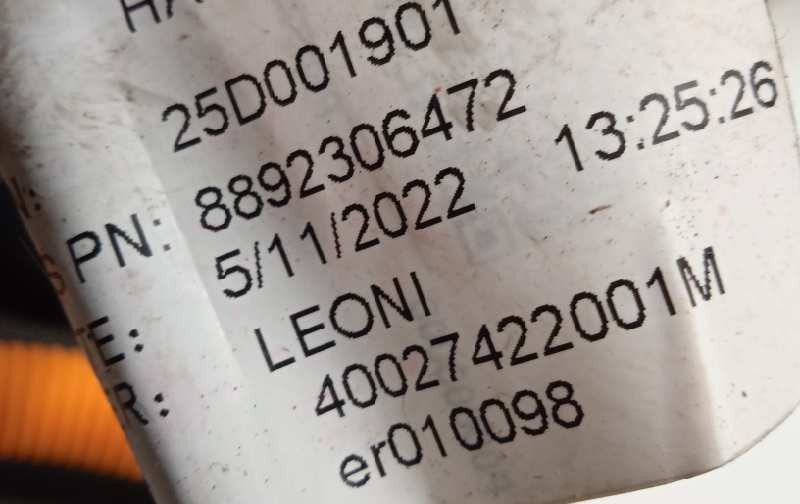 25D001901
PN: 8892306472
5/11/2022 13:25:26
E: LEONI
R: 40027422001M
er010098